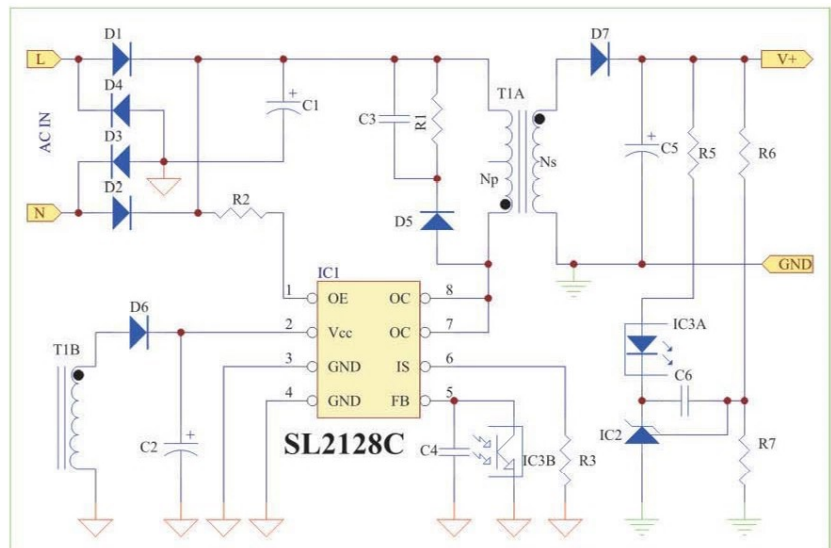 D1
D7
L
V+
D4
T1A
AC IN
C1
C3
R1
C5
R5
R6
D3
Np
Ns
D2
N
R2
D5
GND
IC1
1
OE
OC
8
D6
IC3A
2
Vcc
OC
7
T1B
3
GND
IS
6
C6
4
GND
FB
5
IC2
C2
SL2128C
C4
IC3B
R3
R7